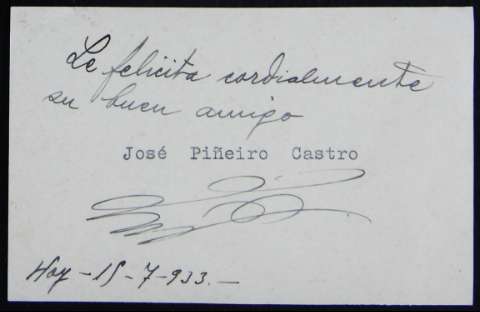 Le felicita cordialmente
su buen amigo
José Piñeiro Castro
Hoy - 15 - 7 - 933. -